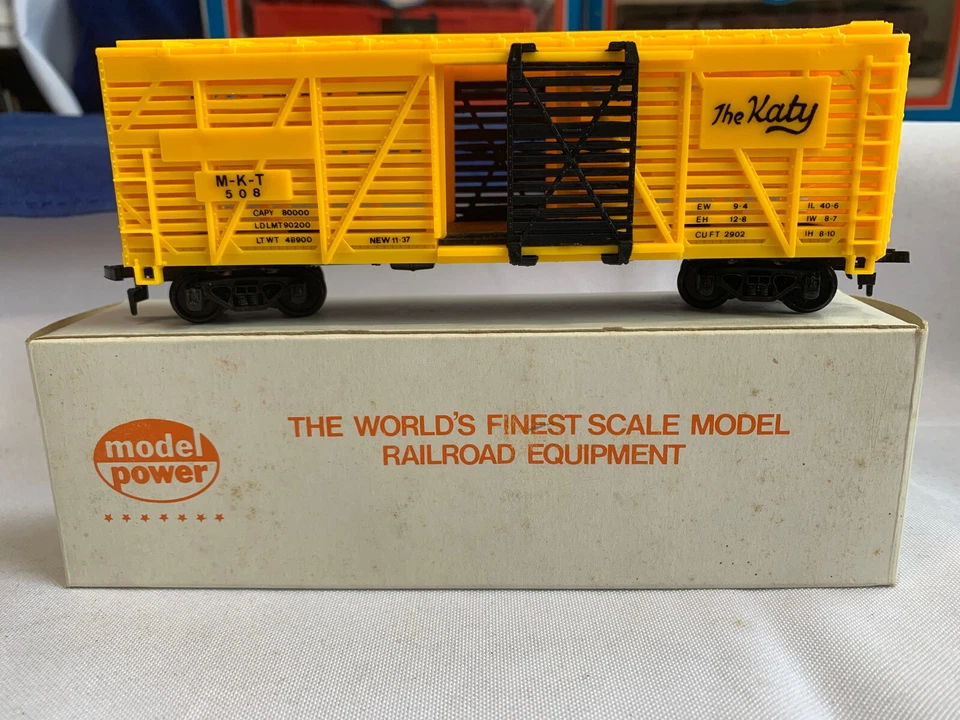 M-K-T
508
CAPY 80000
LD LMT 90200
LT WT 48900
NEW 11-37
The Katy
EW 9-4 IL 40-6
EH 12-8 IW 8-7
CU FT 2902 IH 8-10
model
power
THE WORLD'S FINEST SCALE MODEL
RAILROAD EQUIPMENT